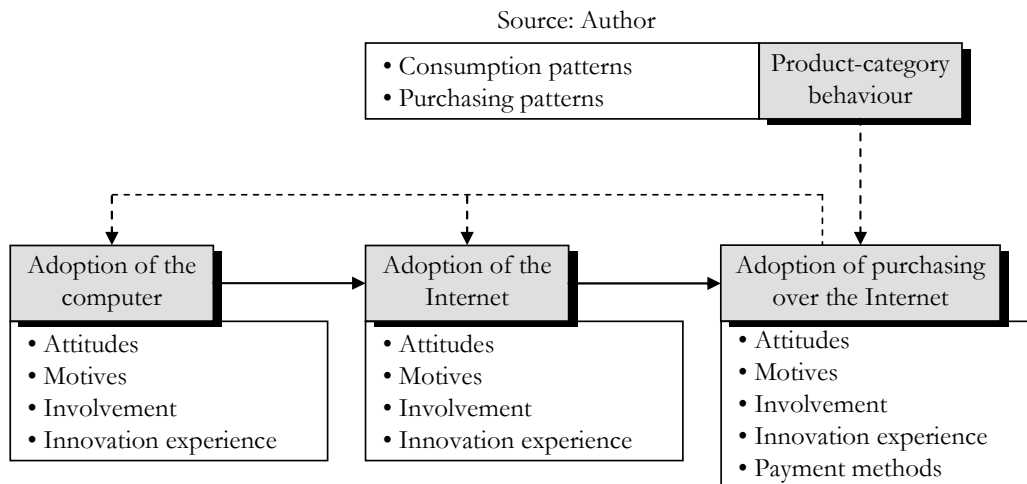 Source: Author
• Consumption patterns
• Purchasing patterns
Product-category
behaviour
Adoption of the
computer
• Attitudes
• Motives
• Involvement
• Innovation experience
Adoption of the
Internet
• Attitudes
• Motives
• Involvement
• Innovation experience
Adoption of purchasing
over the Internet
• Attitudes
• Motives
• Involvement
• Innovation experience
• Payment methods